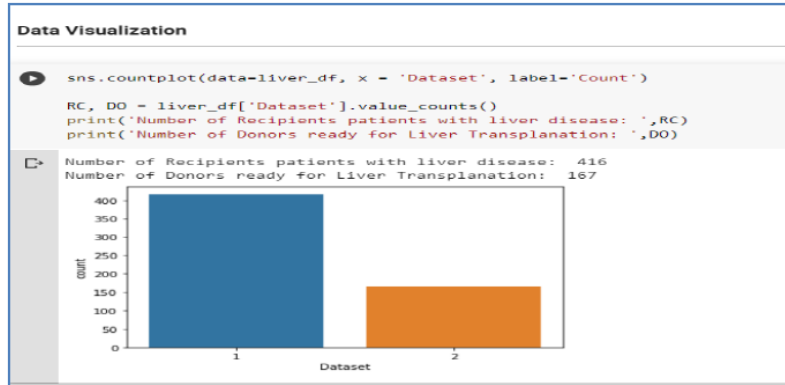 Data Visualization
sns.countplot(data=liver_df, x = 'Dataset', label='Count')
RC, DO = liver_df['Dataset'].value_counts()
print('Number of Recipients patients with liver disease: ',RC)
print('Number of Donors ready for Liver Transplanation: ',DO)
Number of Recipients patients with liver disease:  416
Number of Donors ready for Liver Transplanation:  167
400
350
300
250
200
150
100
50
0
count
1 2
Dataset